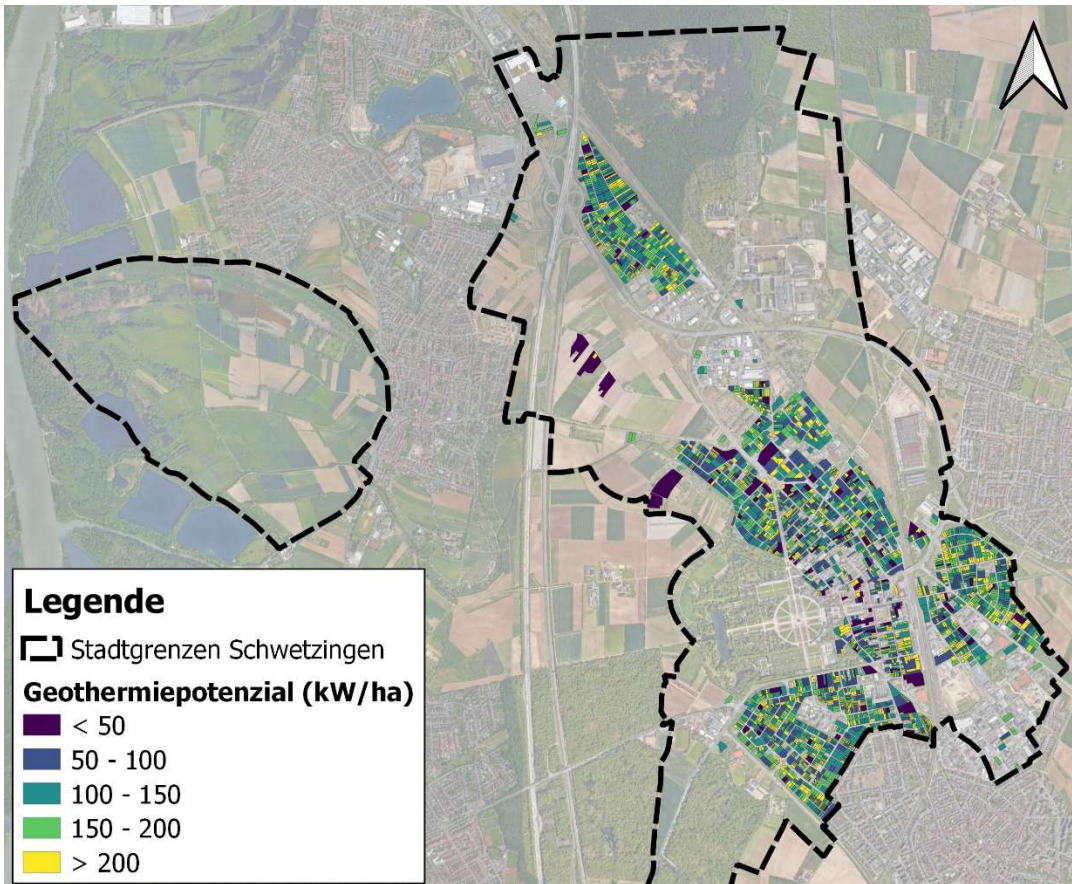 Legende
Stadtgrenzen Schwetzingen
Geothermiepotenzial (kW/ha)
< 50
50 - 100
100 - 150
150 - 200
> 200